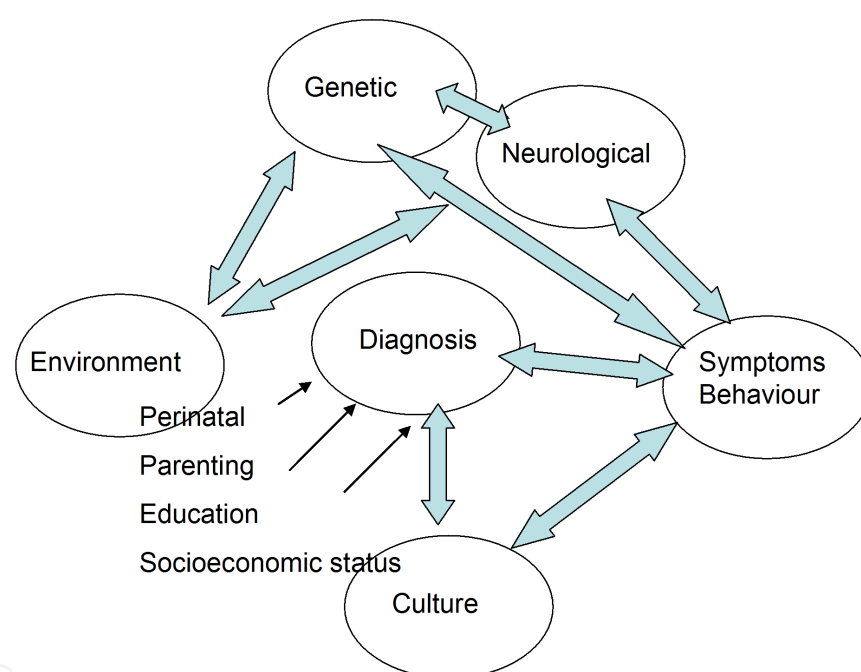 Genetic
Neurological
Diagnosis
Environment
Symptoms
Behaviour
Perinatal
Parenting
Education
Socioeconomic status
Culture